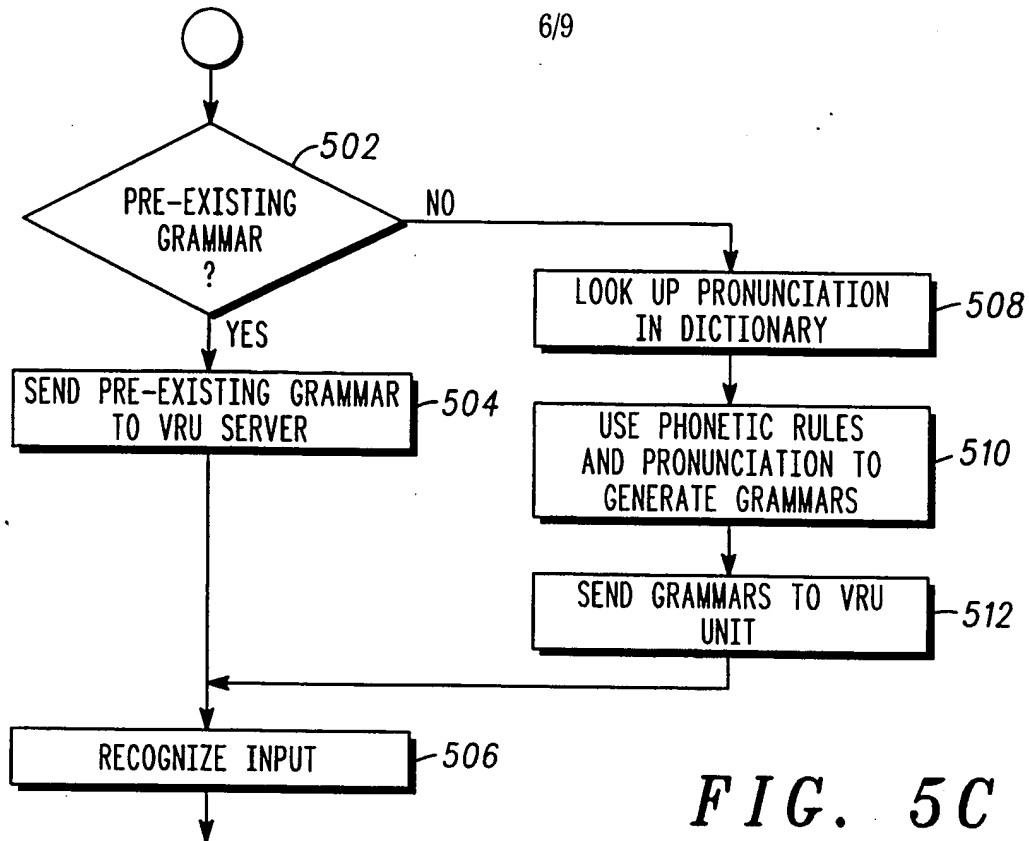 6/9
502
PRE-EXISTING
GRAMMAR
?
NO
YES
LOOK UP PRONUNCIATION
IN DICTIONARY
508
SEND PRE-EXISTING GRAMMAR
TO VRU SERVER
504
USE PHONETIC RULES
AND PRONUNCIATION TO
GENERATE GRAMMARS
510
SEND GRAMMARS TO VRU
UNIT
512
RECOGNIZE INPUT
506
FIG. 5C